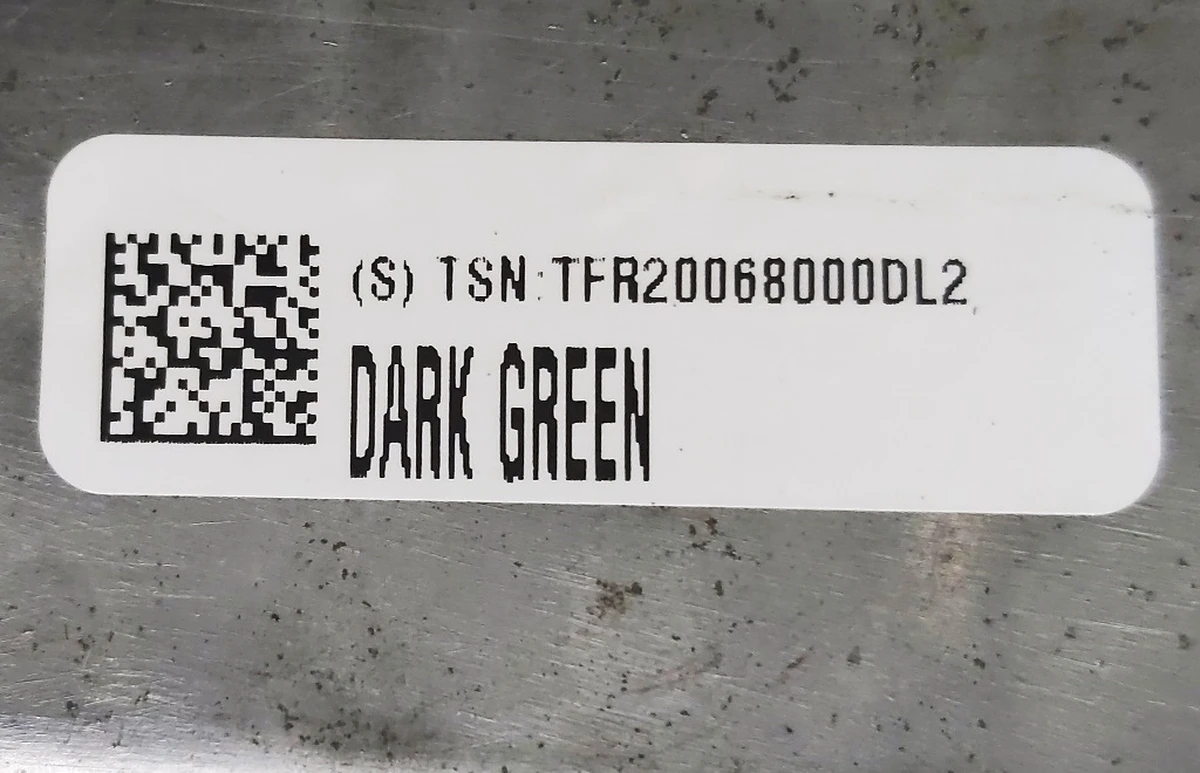 (S) TSN:TFR20068000DL2
DARK GREEN